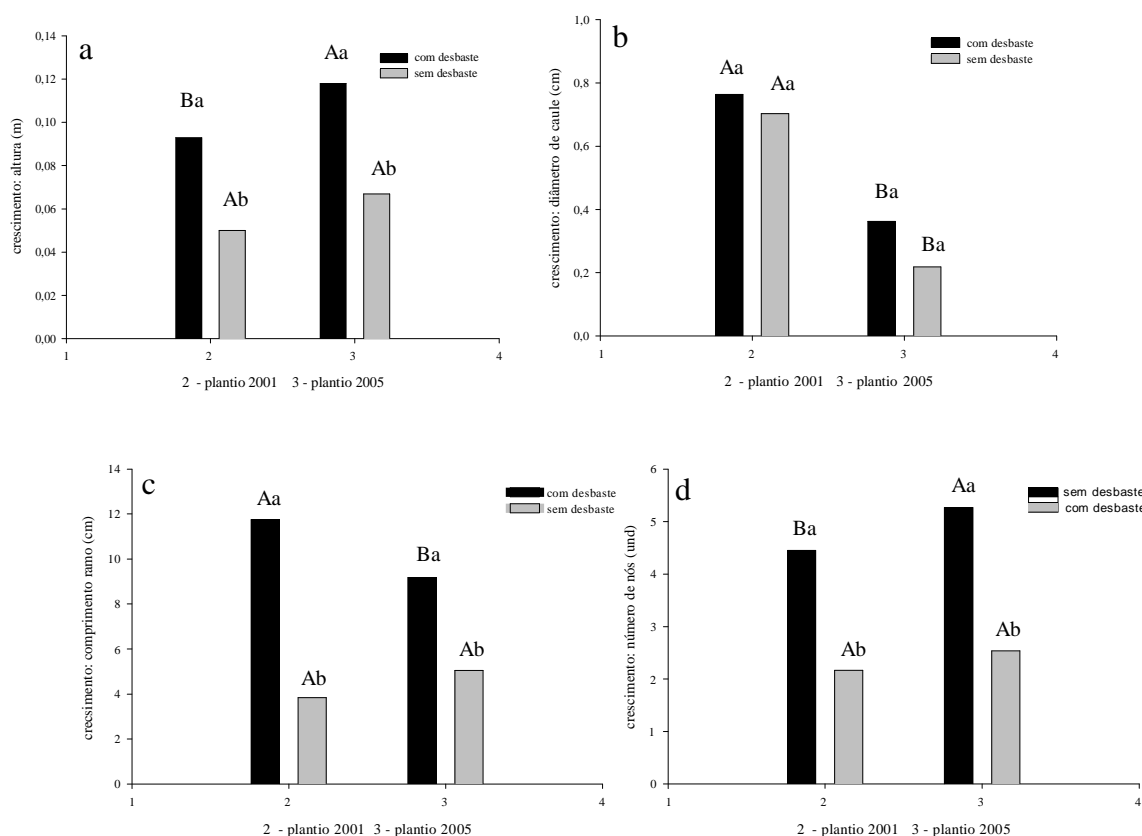 a
com desbaste
sem desbaste
0,14
0,12
0,10
0,08
0,06
0,04
0,02
0,00
crescimento: altura (m)
Ba
Ab
Aa
Ab
1
2
3
4
2 - plantio 2001 3 - plantio 2005
b
com desbaste
sem desbaste
1,0
0,8
0,6
0,4
0,2
0,0
crescimento: diâmetro de caule (cm)
Aa
Aa
Ba
Ba
1
2
3
4
2 - plantio 2001 3 - plantio 2005
c
com desbaste
sem desbaste
14
12
10
8
6
4
2
0
crecsimento: comprimento ramo (cm)
Aa
Ab
Ba
Ab
1
2
3
4
2 - plantio 2001 3 - plantio 2005
d
sem desbaste
com desbaste
6
5
4
3
2
1
0
crescimento: número de nós (und)
Ba
Ab
Aa
Ab
1
2
3
4
2 - plantio 2001 3 - plantio 2005